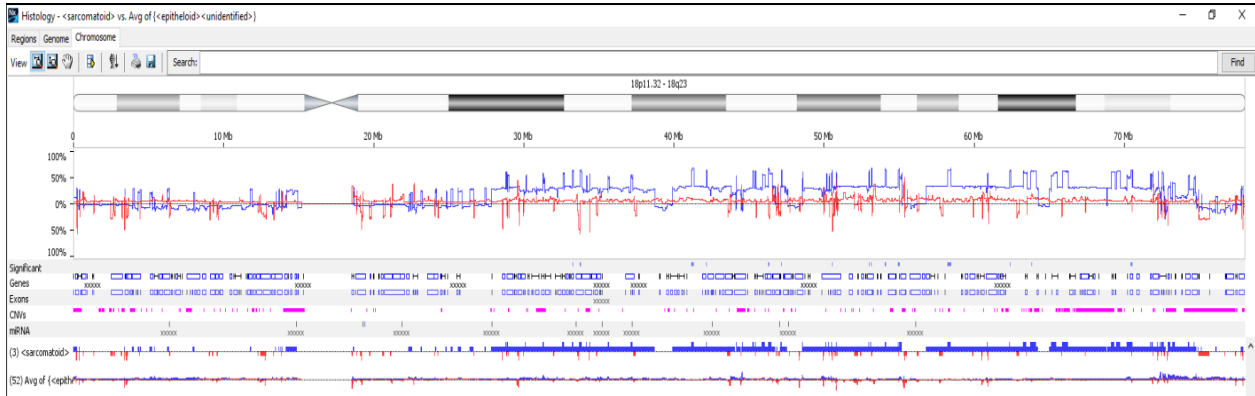 Histology - <sarcomatoid> vs. Avg of {<epitheloid><unidentified>}
Regions Genome Chromosome
View Search: Find
18p11.32 - 18q23
0 10 Mb 20 Mb 30 Mb 40 Mb 50 Mb 60 Mb 70 Mb
100%
50%
0%
50%
100%
Significant
Genes
Exons
CNVs
miRNA
(3) <sarcomatoid>
(52) Avg of {<epith